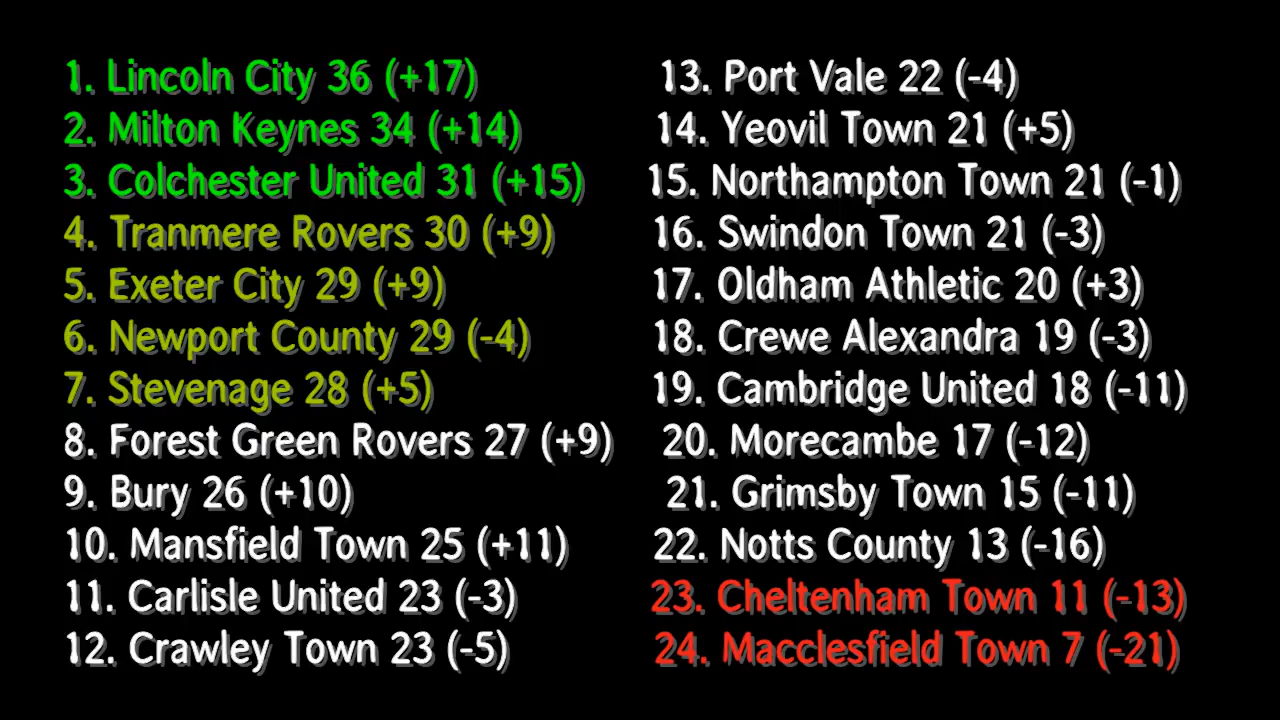 1. Lincoln City 36 (+17)
2. Milton Keynes 34 (+14)
3. Colchester United 31 (+15)
4. Tranmere Rovers 30 (+9)
5. Exeter City 29 (+9)
6. Newport County 29 (-4)
7. Stevenage 28 (+5)
8. Forest Green Rovers 27 (+9)
9. Bury 26 (+10)
10. Mansfield Town 25 (+11)
11. Carlisle United 23 (-3)
12. Crawley Town 23 (-5)
13. Port Vale 22 (-4)
14. Yeovil Town 21 (+5)
15. Northampton Town 21 (-1)
16. Swindon Town 21 (-3)
17. Oldham Athletic 20 (+3)
18. Crewe Alexandra 19 (-3)
19. Cambridge United 18 (-11)
20. Morecambe 17 (-12)
21. Grimsby Town 15 (-11)
22. Notts County 13 (-16)
23. Cheltenham Town 11 (-13)
24. Macclesfield Town 7 (-21)